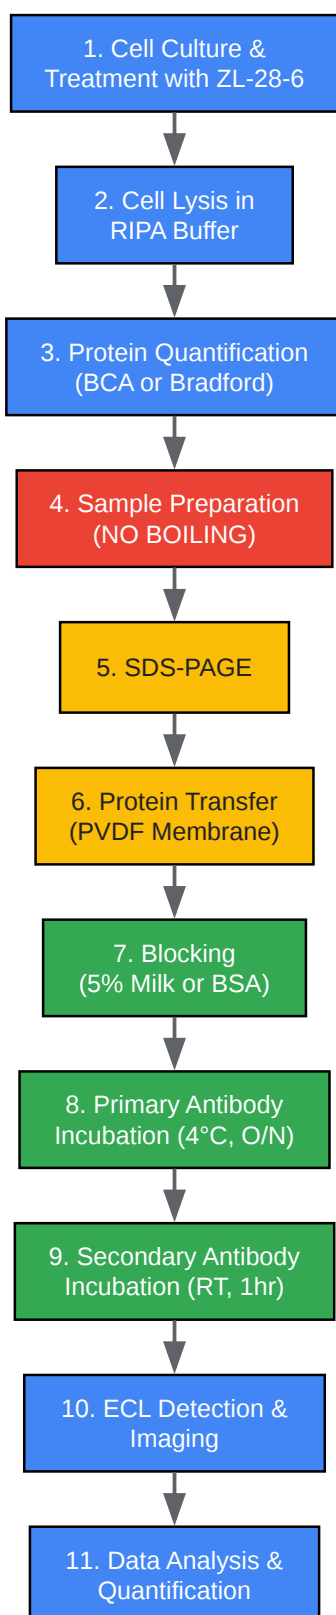 1. Cell Culture &
Treatment with ZL-28-6
2. Cell Lysis in
RIPA Buffer
3. Protein Quantification
(BCA or Bradford)
4. Sample Preparation
(NO BOILING)
5. SDS-PAGE
6. Protein Transfer
(PVDF Membrane)
7. Blocking
(5% Milk or BSA)
8. Primary Antibody
Incubation (4°C, O/N)
9. Secondary Antibody
Incubation (RT, 1hr)
10. ECL Detection &
Imaging
11. Data Analysis &
Quantification